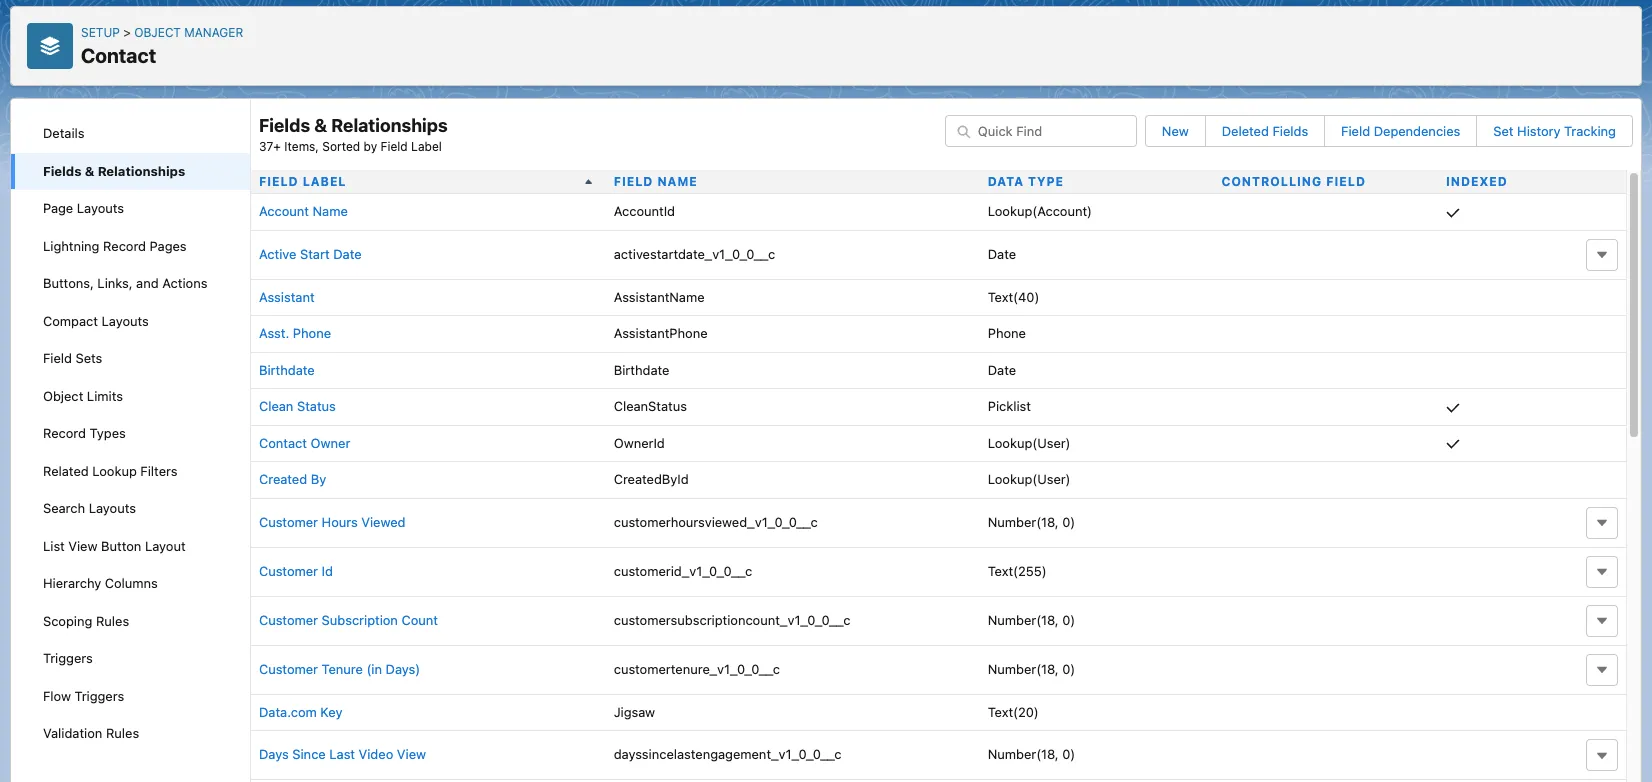 SETUP > OBJECT MANAGER
Contact
Details
Fields & Relationships
Page Layouts
Lightning Record Pages
Buttons, Links, and Actions
Compact Layouts
Field Sets
Object Limits
Record Types
Related Lookup Filters
Search Layouts
List View Button Layout
Hierarchy Columns
Scoping Rules
Triggers
Flow Triggers
Validation Rules
Fields & Relationships
37+ Items, Sorted by Field Label
Quick Find
New Deleted Fields Field Dependencies Set History Tracking
FIELD LABEL FIELD NAME DATA TYPE CONTROLLING FIELD INDEXED
Account Name AccountId Lookup(Account)
Active Start Date activestartdate_v1_0_0__c Date
Assistant AssistantName Text(40)
Asst. Phone AssistantPhone Phone
Birthdate Birthdate Date
Clean Status CleanStatus Picklist
Contact Owner OwnerId Lookup(User)
Created By CreatedById Lookup(User)
Customer Hours Viewed customerhoursviewed_v1_0_0__c Number(18, 0)
Customer Id customerid_v1_0_0__c Text(255)
Customer Subscription Count customersubscriptioncount_v1_0_0__c Number(18, 0)
Customer Tenure (in Days) customertenure_v1_0_0__c Number(18, 0)
Data.com Key Jigsaw Text(20)
Days Since Last Video View dayssincelastengagement_v1_0_0__c Number(18, 0)